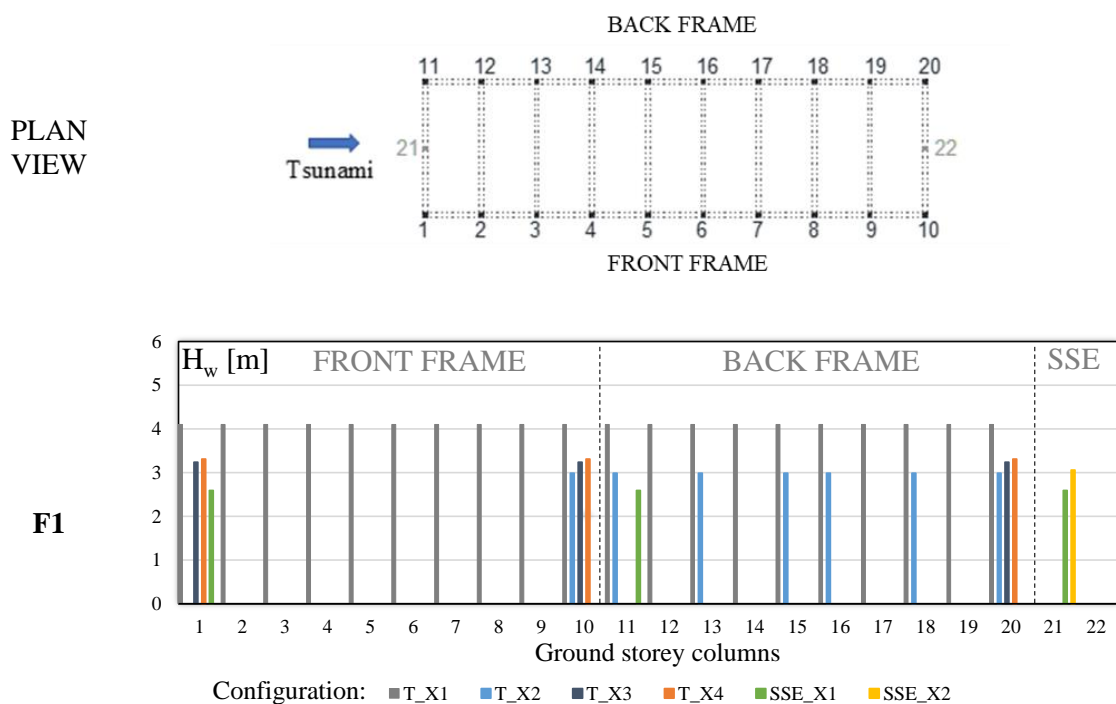 BACK FRAME
11 12 13 14 15 16 17 18 19 20
PLAN
VIEW
21
22
Tsunami
1 2 3 4 5 6 7 8 9 10
FRONT FRAME
6
H_w [m] FRONT FRAME BACK FRAME SSE
5
4
3
F1
2
1
0
1 2 3 4 5 6 7 8 9 10 11 12 13 14 15 16 17 18 19 20 21 22
Ground storey columns
Configuration: T_X1 T_X2 T_X3 T_X4 SSE_X1 SSE_X2